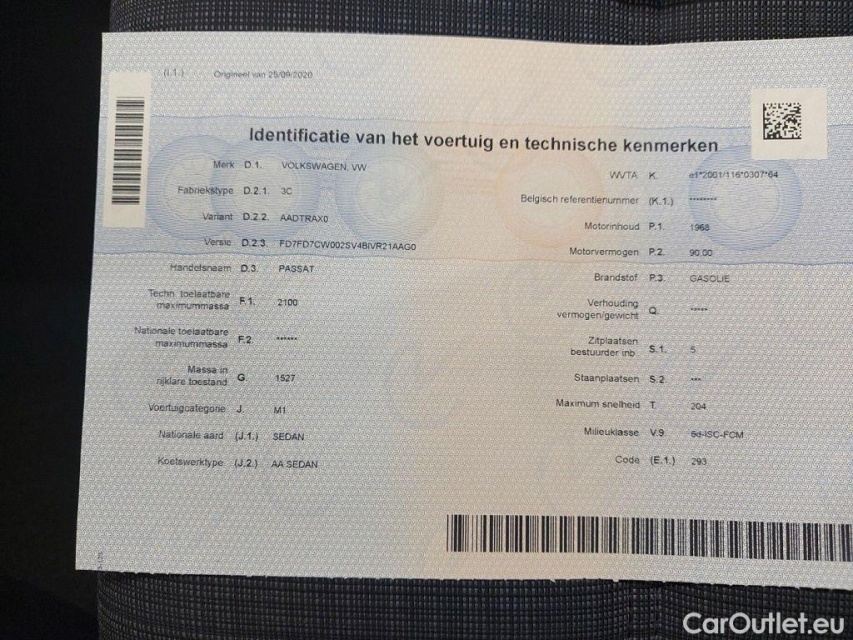 (I.1.) Origineel van 25/09/2020
Identificatie van het voertuig en technische kenmerken
Merk D.1. VOLKSWAGEN, VW
Fabriekstype D.2.1. 3C
Variant D.2.2. AADTRAX0
Versie D.2.3. FD7FD7CW002SV4BIVR21AAG0
Handelsnaam D.3. PASSAT
Techn. toelaatbare
maximummassa F.1. 2100
Nationale toelaatbare
maximummassa F.2. ******
Massa in
rijklare toestand G. 1527
Voertuigcategorie J. M1
Nationale aard (J.1.) SEDAN
Koetswerktype (J.2.) AA SEDAN
WVTA K. e1*2001/116*0307*64
Belgisch referentienummer (K.1.) ********
Motorinhoud P.1. 1968
Motorvermogen P.2. 90.00
Brandstof P.3. GASOLIE
Verhouding
vermogen/gewicht Q. *****
Zitplaatsen
bestuurder inb. S.1. 5
Staanplaatsen S.2. ***
Maximum snelheid T. 204
Milieuklasse V.9. 6d-ISC-FCM
Code (E.1.) 293
CarOutlet.eu